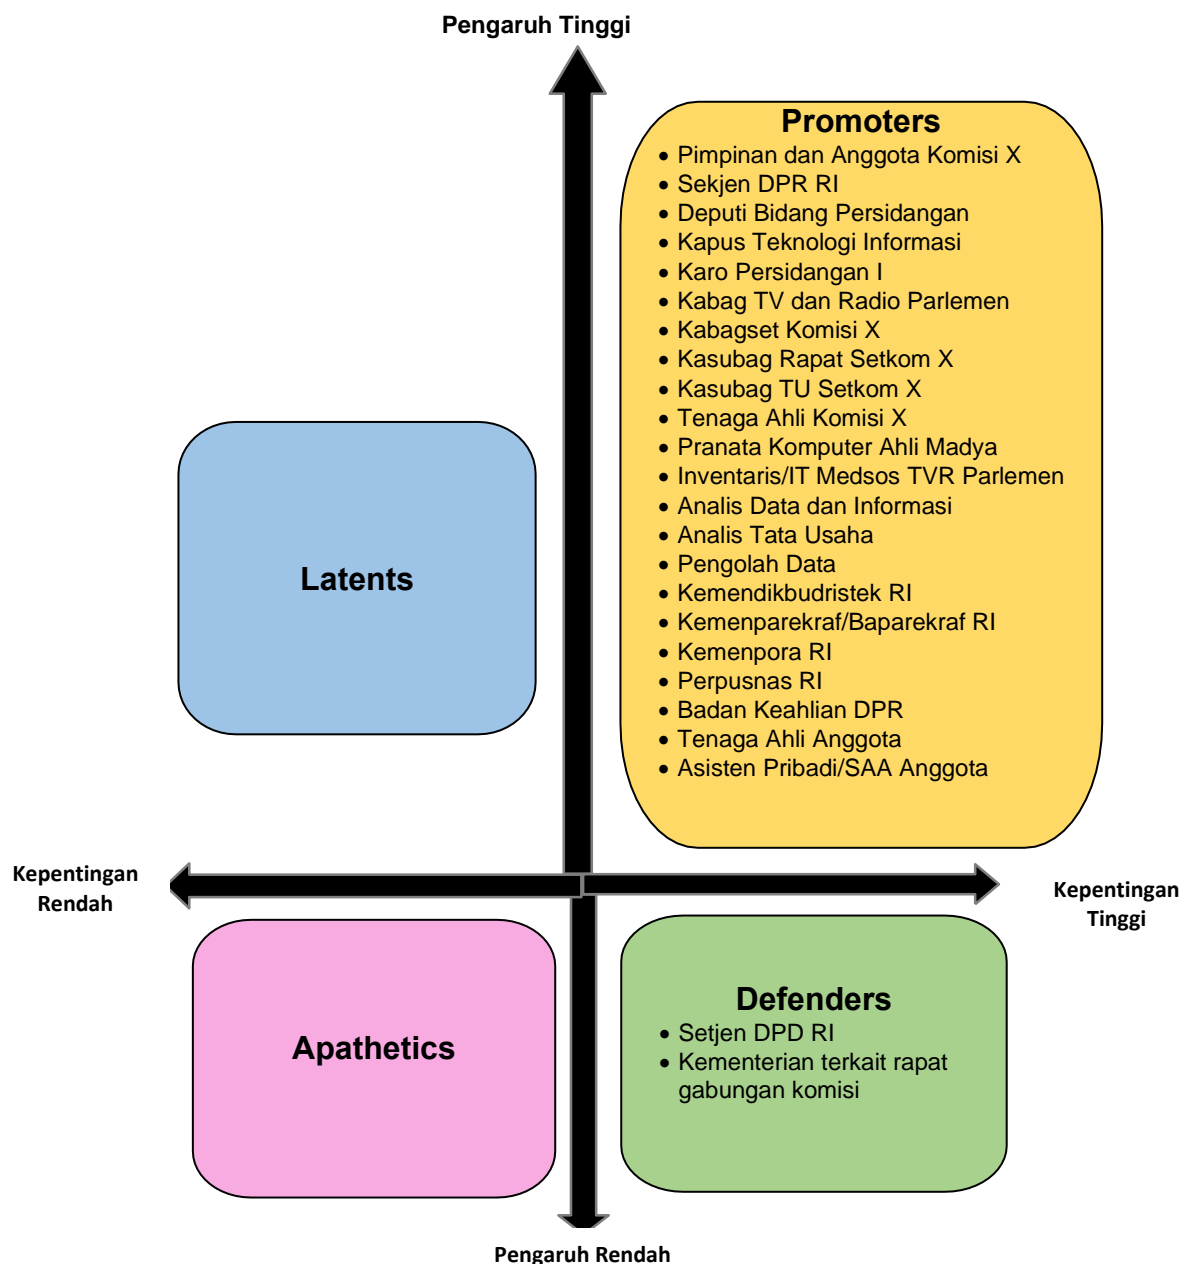 Pengaruh Tinggi
Promoters
• Pimpinan dan Anggota Komisi X
• Sekjen DPR RI
• Deputi Bidang Persidangan
• Kapus Teknologi Informasi
• Karo Persidangan I
• Kabag TV dan Radio Parlemen
• Kabagset Komisi X
• Kasubag Rapat Setkom X
• Kasubag TU Setkom X
• Tenaga Ahli Komisi X
• Pranata Komputer Ahli Madya
• Inventaris/IT Medsos TVR Parlemen
• Analis Data dan Informasi
• Analis Tata Usaha
• Pengolah Data
• Kemendikbudristek RI
• Kemenparekraf/Baparekraf RI
• Kemenpora RI
• Perpusnas RI
• Badan Keahlian DPR
• Tenaga Ahli Anggota
• Asisten Pribadi/SAA Anggota
Latents
Kepentingan
Rendah
Kepentingan
Tinggi
Apathetics
Defenders
• Setjen DPD RI
• Kementerian terkait rapat
gabungan komisi
Pengaruh Rendah